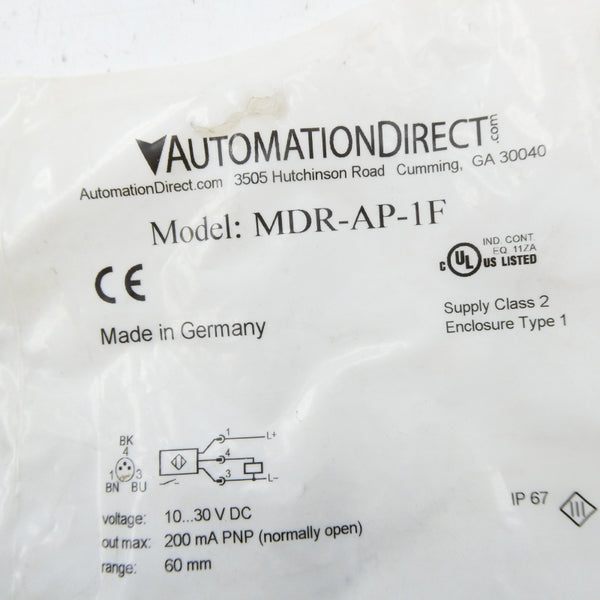 AUTOMATIONDIRECT.com
AutomationDirect.com 3505 Hutchinson Road Cumming, GA 30040
Model: MDR-AP-1F
CE
C UL US LISTED
IND. CONT. EQ. 11ZA
Made in Germany
Supply Class 2
Enclosure Type 1
BK
4
1 3
BN BU
1 L+
4
3 L-
voltage: 10...30 V DC
out max: 200 mA PNP (normally open)
range: 60 mm
IP 67